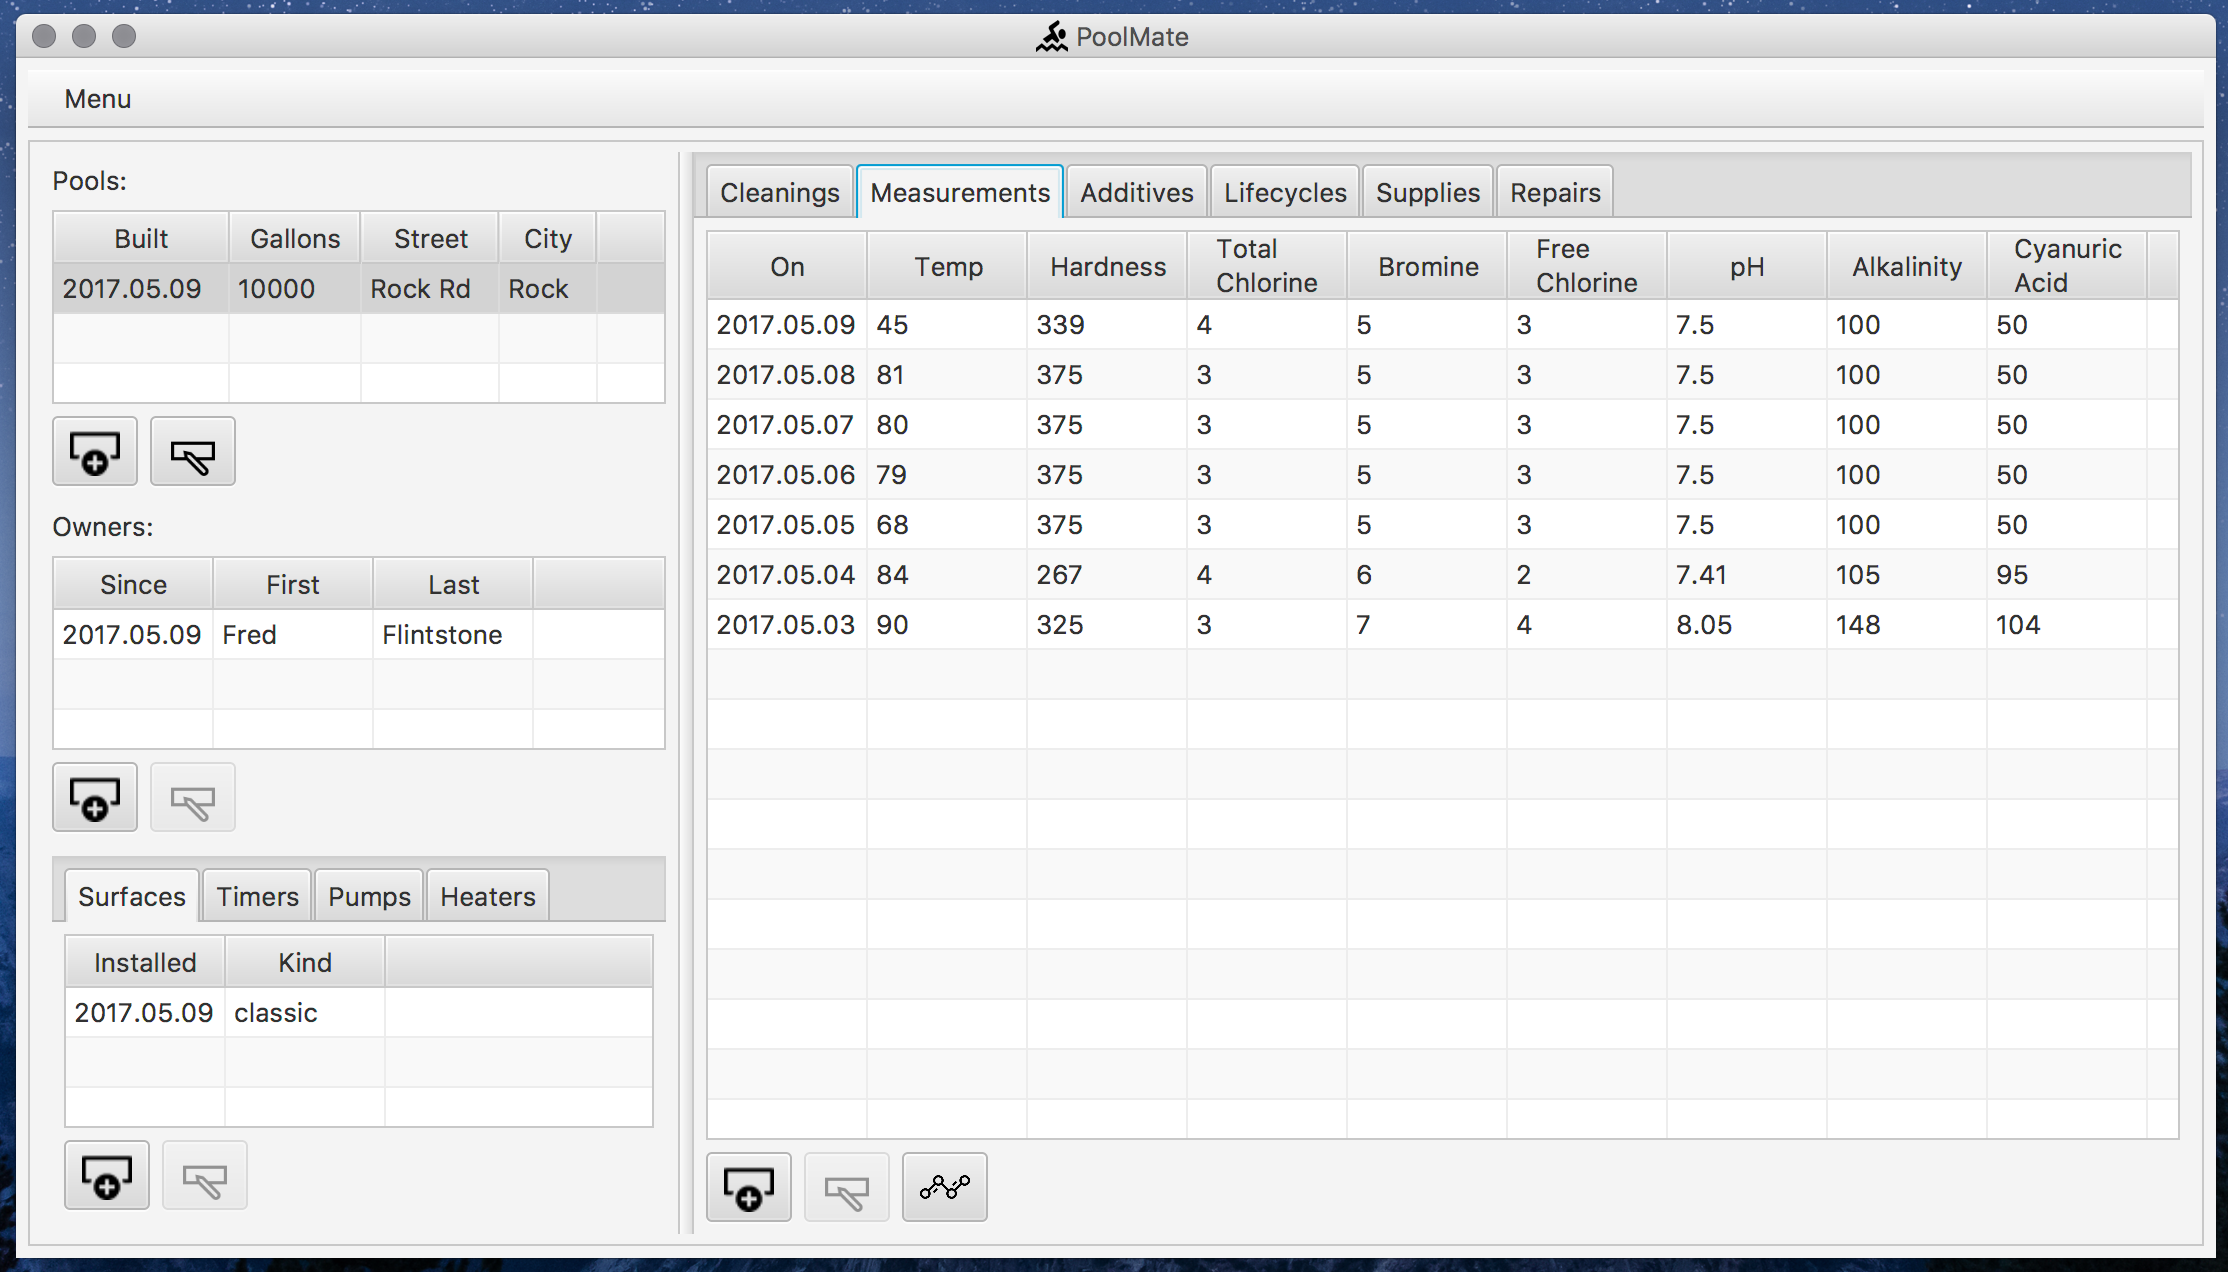 PoolMate
Menu
Pools:
Built Gallons Street City
2017.05.09 10000 Rock Rd Rock
Owners:
Since First Last
2017.05.09 Fred Flintstone
Surfaces Timers Pumps Heaters
Installed Kind
2017.05.09 classic
Cleanings Measurements Additives Lifecycles Supplies Repairs
On Temp Hardness Total Chlorine Bromine Free Chlorine pH Alkalinity Cyanuric Acid
2017.05.09 45 339 4 5 3 7.5 100 50
2017.05.08 81 375 3 5 3 7.5 100 50
2017.05.07 80 375 3 5 3 7.5 100 50
2017.05.06 79 375 3 5 3 7.5 100 50
2017.05.05 68 375 3 5 3 7.5 100 50
2017.05.04 84 267 4 6 2 7.41 105 95
2017.05.03 90 325 3 7 4 8.05 148 104